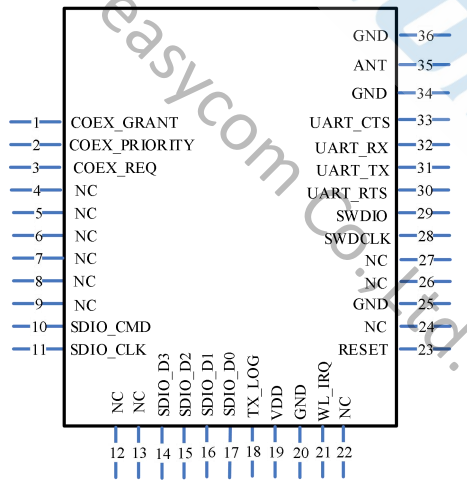 GND 36
ANT 35
GND 34
1 COEX_GRANT
UART_CTS 33
2 COEX_PRIORITY
UART_RX 32
3 COEX_REQ
UART_TX 31
4 NC
UART_RTS 30
5 NC
SWDIO 29
6 NC
SWDCLK 28
7 NC
NC 27
8 NC
NC 26
9 NC
GND 25
10 SDIO_CMD
NC 24
11 SDIO_CLK
RESET 23
NC
NC
SDIO_D3
SDIO_D2
SDIO_D1
SDIO_D0
TX_LOG
VDD
GND
WL_IRQ
NC
12 13 14 15 16 17 18 19 20 21 22
easycom Co.,Ltd.